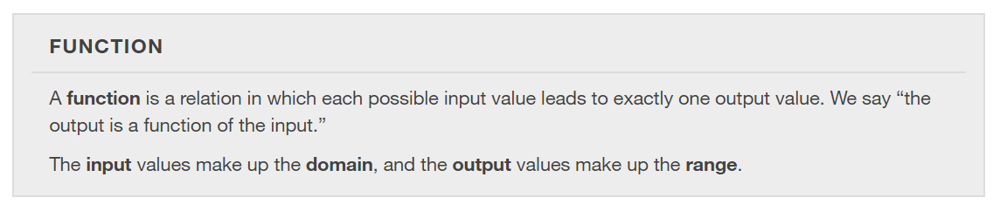 FUNCTION
A function is a relation in which each possible input value leads to exactly one output value. We say “the
output is a function of the input.”
The input values make up the domain, and the output values make up the range.